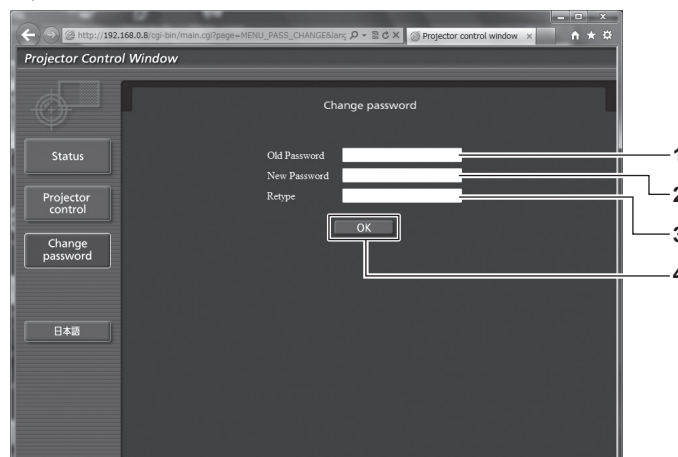 http://192.168.0.8/cgi-bin/main.cgi?page=MENU_PASS_CHANGE&lang
Projector control window
Projector Control Window
Change password
Status
Projector
control
Change
password
日本語
Old Password
New Password
Retype
OK
1
2
3
4